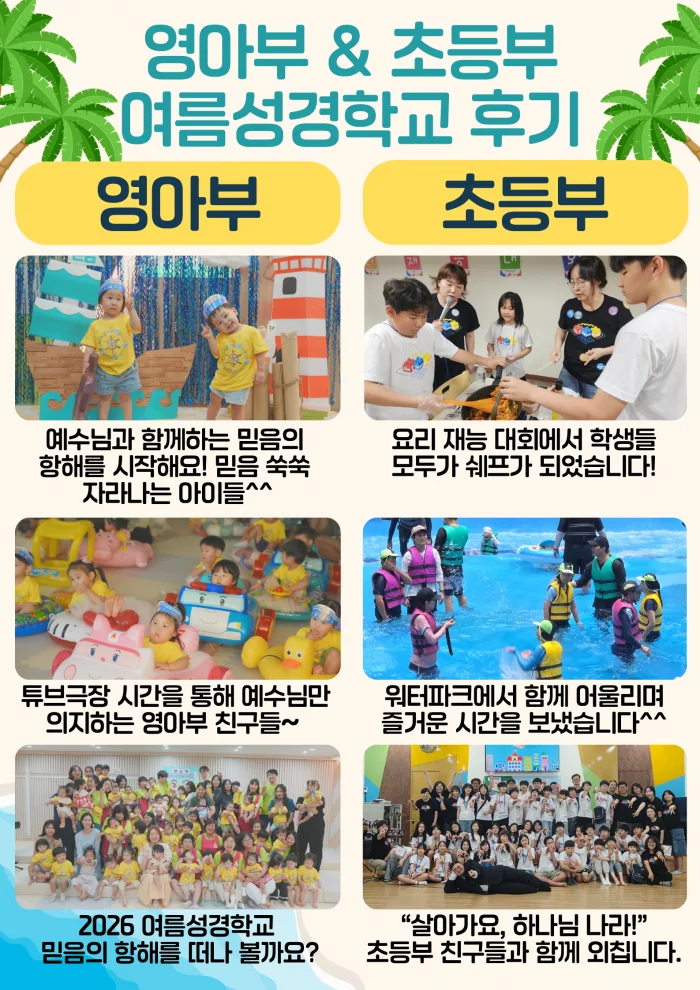 영아부 & 초등부
여름성경학교 후기
영아부
초등부
예수님과 함께하는 믿음의
항해를 시작해요! 믿음 쑥쑥
자라나는 아이들^^
요리 재능 대회에서 학생들
모두가 쉐프가 되었습니다!
튜브극장 시간을 통해 예수님만
의지하는 영아부 친구들~
워터파크에서 함께 어울리며
즐거운 시간을 보냈습니다^^
2026 여름성경학교
믿음의 항해를 떠나 볼까요?
“살아가요, 하나님 나라!”
초등부 친구들과 함께 외칩니다.